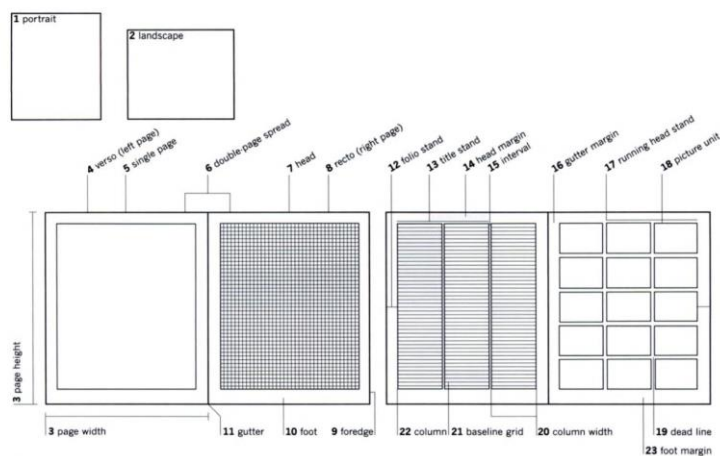 1 portrait
2 landscape
4 verso (left page)
5 single page
6 double-page spread
7 head
8 recto (right page)
12 folio stand
13 title stand
14 head margin
15 interval
16 gutter margin
17 running head stand
18 picture unit
3 page height
3 page width
11 gutter
10 foot
9 foredge
22 column
21 baseline grid
20 column width
19 dead line
23 foot margin